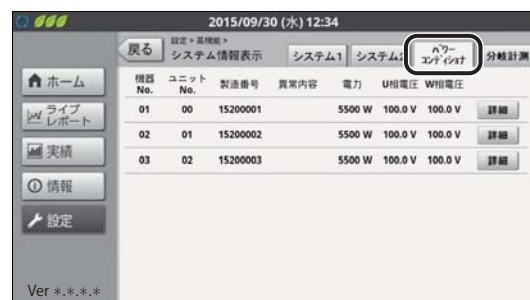 2015/09/30 (水) 12:34
戻る
設定 > 高機能 >
システム情報表示
システム1
システム2
パワーコンディショナ
分岐計測
ホーム
ライブレポート
実績
情報
設定
Ver *.*.*.*
機器No. ユニットNo. 製造番号 異常内容 電力 U相電圧 W相電圧
01 00 15200001 5500 W 100.0 V 100.0 V 詳細
02 01 15200002 5500 W 100.0 V 100.0 V 詳細
03 02 15200003 5500 W 100.0 V 100.0 V 詳細